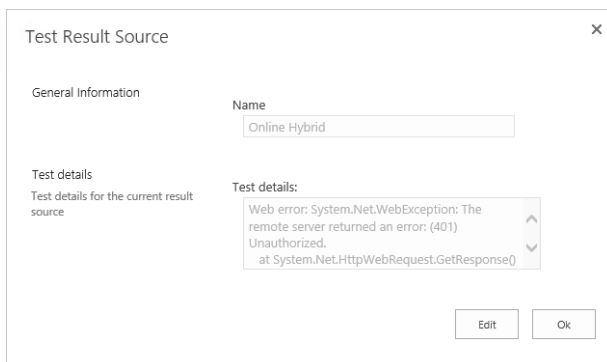 Test Result Source
General Information
Name
Online Hybrid
Test details
Test details for the current result
source
Test details:
Web error: System.Net.WebException: The
remote server returned an error: (401)
Unauthorized.
at System.Net.HttpWebRequest.GetResponse()
Edit
Ok